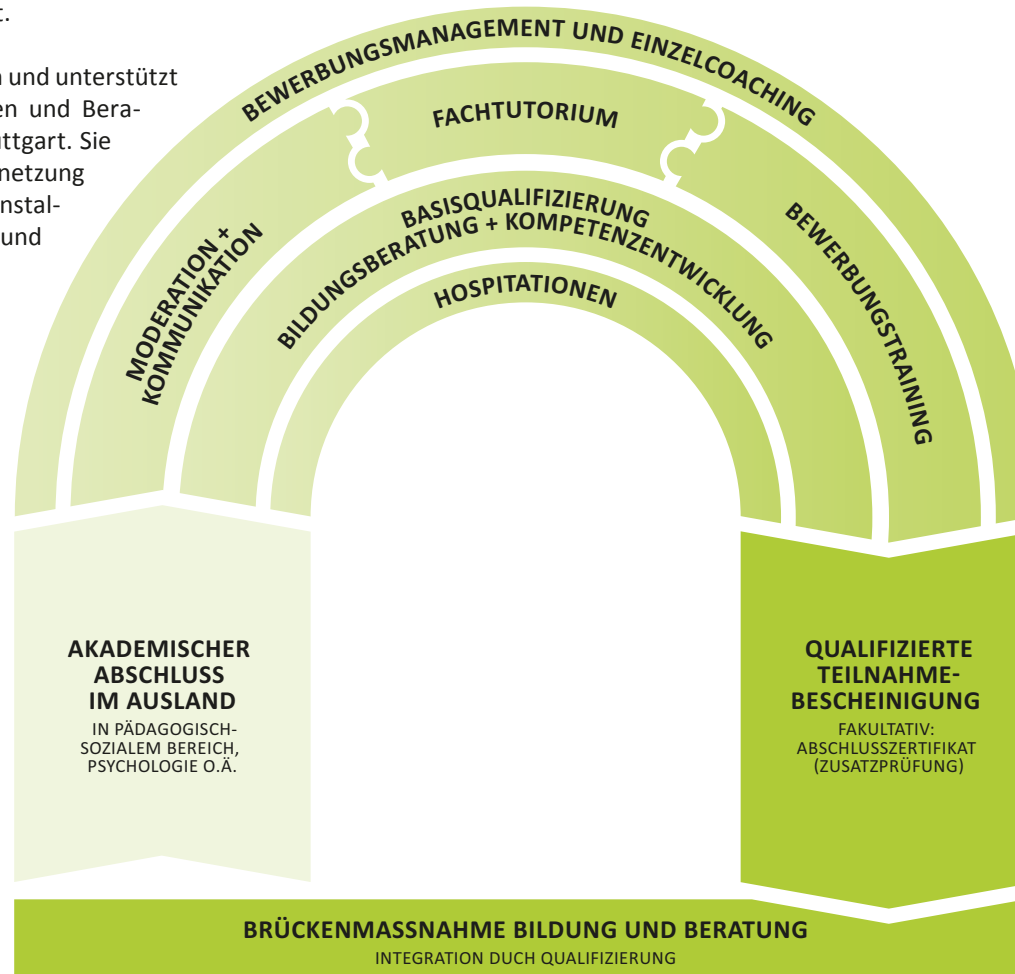 t.
und unterstützt
en und Bera-
ttgart. Sie
netzung
nstal-
und
BEWERBUNGSMANAGEMENT UND EINZELCOACHING
MODERATION +
KOMMUNIKATION
FACHTUTORIUM
BEWERBUNGSTRAINING
BASISQUALIFIZIERUNG
BILDUNGSBERATUNG + KOMPETENZENTWICKLUNG
HOSPITATIONEN
AKADEMISCHER
ABSCHLUSS
IM AUSLAND
IN PÄDAGOGISCH-
SOZIALEM BEREICH,
PSYCHOLOGIE O.Ä.
QUALIFIZIERTE
TEILNAHME-
BESCHEINIGUNG
FAKULTATIV:
ABSCHLUSSZERTIFIKAT
(ZUSATZPRÜFUNG)
BRÜCKENMASSNAHME BILDUNG UND BERATUNG
INTEGRATION DUCH QUALIFIZIERUNG